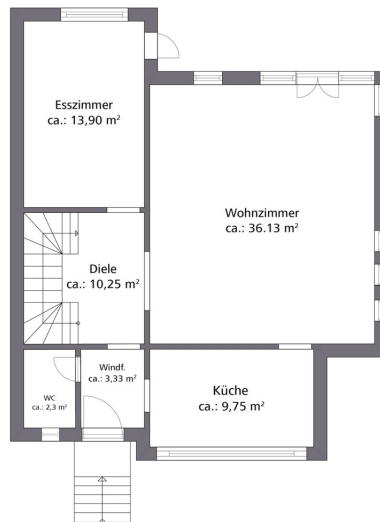 Esszimmer
ca.: 13,90 m²
Wohnzimmer
ca.: 36.13 m²
Diele
ca.: 10,25 m²
Windf.
ca.: 3,33 m²
WC
ca.: 2,3 m²
Küche
ca.: 9,75 m²